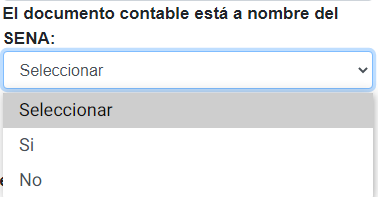 El documento contable está a nombre del
SENA:
Seleccionar
Seleccionar
Si
No